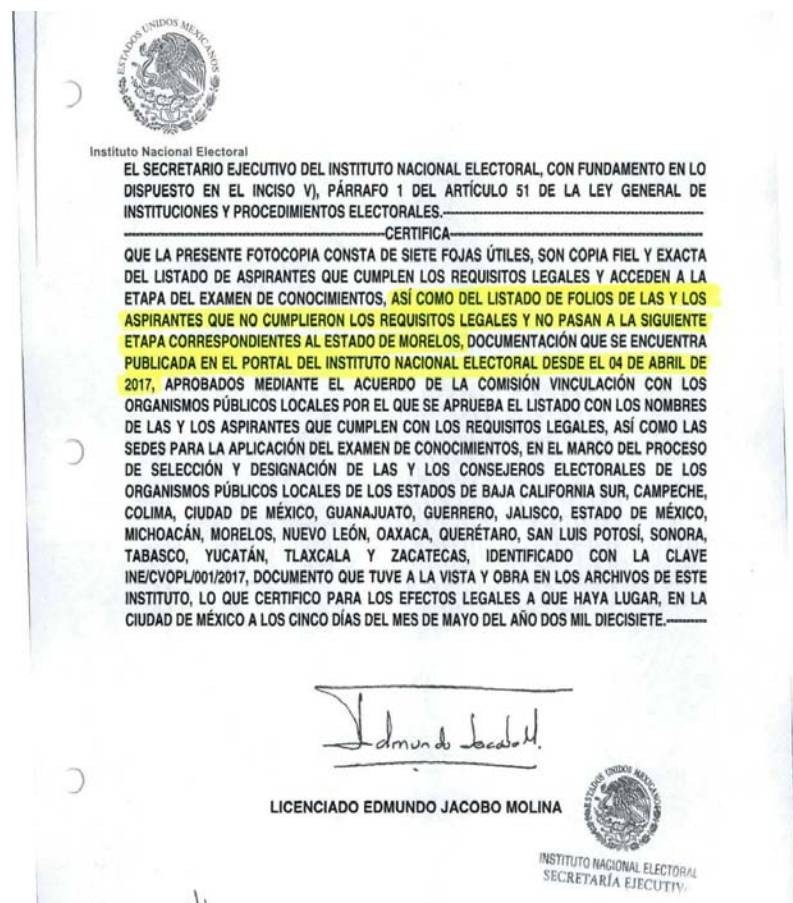 ESTADOS UNIDOS MEXICANOS
Instituto Nacional Electoral
EL SECRETARIO EJECUTIVO DEL INSTITUTO NACIONAL ELECTORAL, CON FUNDAMENTO EN LO
DISPUESTO EN EL INCISO V), PÁRRAFO 1 DEL ARTÍCULO 51 DE LA LEY GENERAL DE
INSTITUCIONES Y PROCEDIMIENTOS ELECTORALES.-----------------------------------
-----------------------------------CERTIFICA-----------------------------------
QUE LA PRESENTE FOTOCOPIA CONSTA DE SIETE FOJAS ÚTILES, SON COPIA FIEL Y EXACTA
DEL LISTADO DE ASPIRANTES QUE CUMPLEN LOS REQUISITOS LEGALES Y ACCEDEN A LA
ETAPA DEL EXAMEN DE CONOCIMIENTOS, ASÍ COMO DEL LISTADO DE FOLIOS DE LAS Y LOS
ASPIRANTES QUE NO CUMPLIERON LOS REQUISITOS LEGALES Y NO PASAN A LA SIGUIENTE
ETAPA CORRESPONDIENTES AL ESTADO DE MORELOS, DOCUMENTACIÓN QUE SE ENCUENTRA
PUBLICADA EN EL PORTAL DEL INSTITUTO NACIONAL ELECTORAL DESDE EL 04 DE ABRIL DE
2017, APROBADOS MEDIANTE EL ACUERDO DE LA COMISIÓN VINCULACIÓN CON LOS
ORGANISMOS PÚBLICOS LOCALES POR EL QUE SE APRUEBA EL LISTADO CON LOS NOMBRES
DE LAS Y LOS ASPIRANTES QUE CUMPLEN CON LOS REQUISITOS LEGALES, ASÍ COMO LAS
SEDES PARA LA APLICACIÓN DEL EXAMEN DE CONOCIMIENTOS, EN EL MARCO DEL PROCESO
DE SELECCIÓN Y DESIGNACIÓN DE LAS Y LOS CONSEJEROS ELECTORALES DE LOS
ORGANISMOS PÚBLICOS LOCALES DE LOS ESTADOS DE BAJA CALIFORNIA SUR, CAMPECHE,
COLIMA, CIUDAD DE MÉXICO, GUANAJUATO, GUERRERO, JALISCO, ESTADO DE MÉXICO,
MICHOACÁN, MORELOS, NUEVO LEÓN, OAXACA, QUERÉTARO, SAN LUIS POTOSÍ, SONORA,
TABASCO, YUCATÁN, TLAXCALA Y ZACATECAS, IDENTIFICADO CON LA CLAVE
INE/CVOPL/001/2017, DOCUMENTO QUE TUVE A LA VISTA Y OBRA EN LOS ARCHIVOS DE ESTE
INSTITUTO, LO QUE CERTIFICO PARA LOS EFECTOS LEGALES A QUE HAYA LUGAR, EN LA
CIUDAD DE MÉXICO A LOS CINCO DÍAS DEL MES DE MAYO DEL AÑO DOS MIL DIECISIETE.--------
Edmundo Jacobo M.
LICENCIADO EDMUNDO JACOBO MOLINA
ESTADOS UNIDOS MEXICANOS
INSTITUTO NACIONAL ELECTORAL
SECRETARÍA EJECUTIV